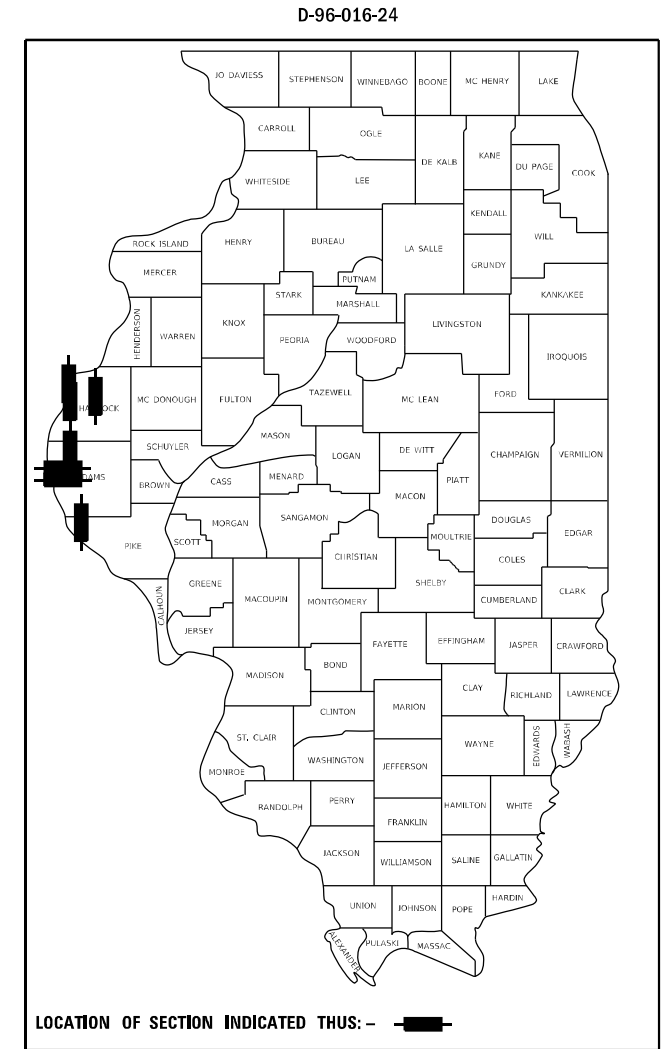 D-96-016-24
JO DAVIESS
STEPHENSON
WINNEBAGO
BOONE
MC HENRY
LAKE
CARROLL
OGLE
DE KALB
KANE
DU PAGE
COOK
WHITESIDE
LEE
KENDALL
WILL
ROCK ISLAND
HENRY
BUREAU
LA SALLE
GRUNDY
MERCER
PUTNAM
STARK
MARSHALL
KANKAKEE
HENDERSON
WARREN
KNOX
PEORIA
WOODFORD
LIVINGSTON
IROQUOIS
MC DONOUGH
FULTON
TAZEWELL
MC LEAN
FORD
SCHUYLER
MASON
LOGAN
DE WITT
CHAMPAIGN
VERMILION
BROWN
CASS
MENARD
PIATT
MACON
MORGAN
SANGAMON
DOUGLAS
EDGAR
MOULTRIE
PIKE
SCOTT
CHRISTIAN
COLES
SHELBY
GREENE
CALHOUN
MACOUPIN
MONTGOMERY
CUMBERLAND
CLARK
JERSEY
FAYETTE
EFFINGHAM
JASPER
CRAWFORD
BOND
MADISON
CLAY
RICHLAND
LAWRENCE
MARION
CLINTON
ST. CLAIR
WAYNE
EDWARDS
WABASH
WASHINGTON
JEFFERSON
MONROE
RANDOLPH
PERRY
HAMILTON
WHITE
FRANKLIN
JACKSON
WILLIAMSON
SALINE
GALLATIN
HARDIN
UNION
JOHNSON
POPE
ALEXANDER
PULASKI
MASSAC
LOCATION OF SECTION INDICATED THUS: –